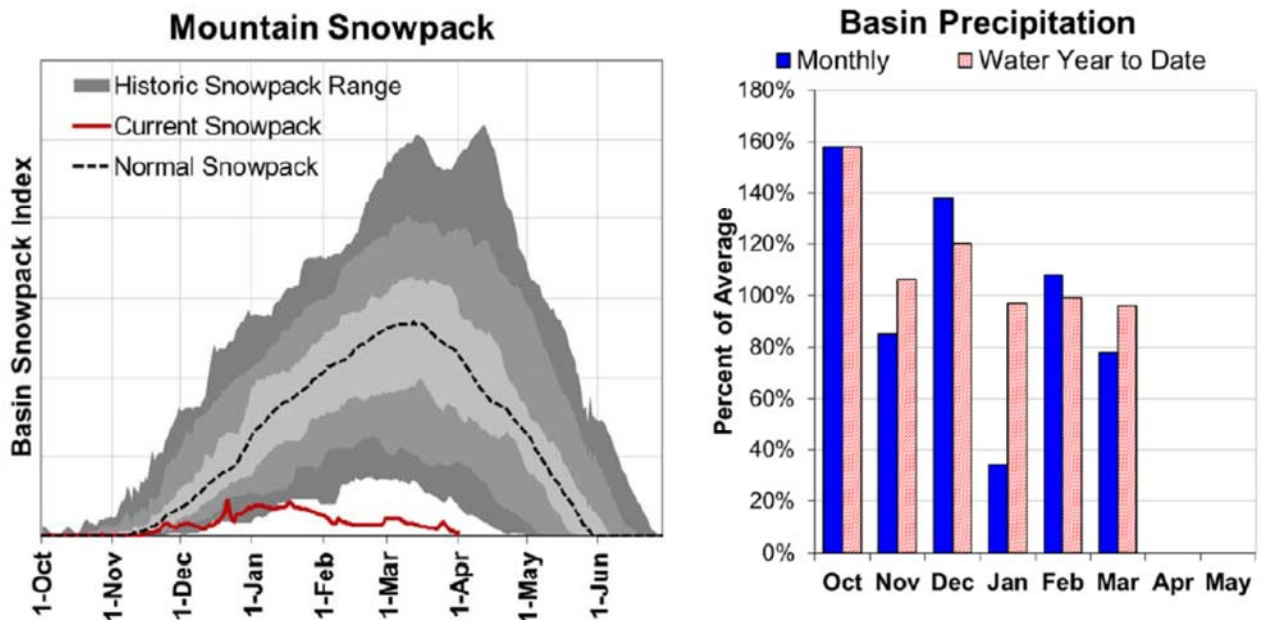 Mountain Snowpack
Historic Snowpack Range
Current Snowpack
Normal Snowpack
Basin Snowpack Index
1-Oct
1-Nov
1-Dec
1-Jan
1-Feb
1-Mar
1-Apr
1-May
1-Jun
Basin Precipitation
Monthly
Water Year to Date
Percent of Average
180%
160%
140%
120%
100%
80%
60%
40%
20%
0%
Oct Nov Dec Jan Feb Mar Apr May